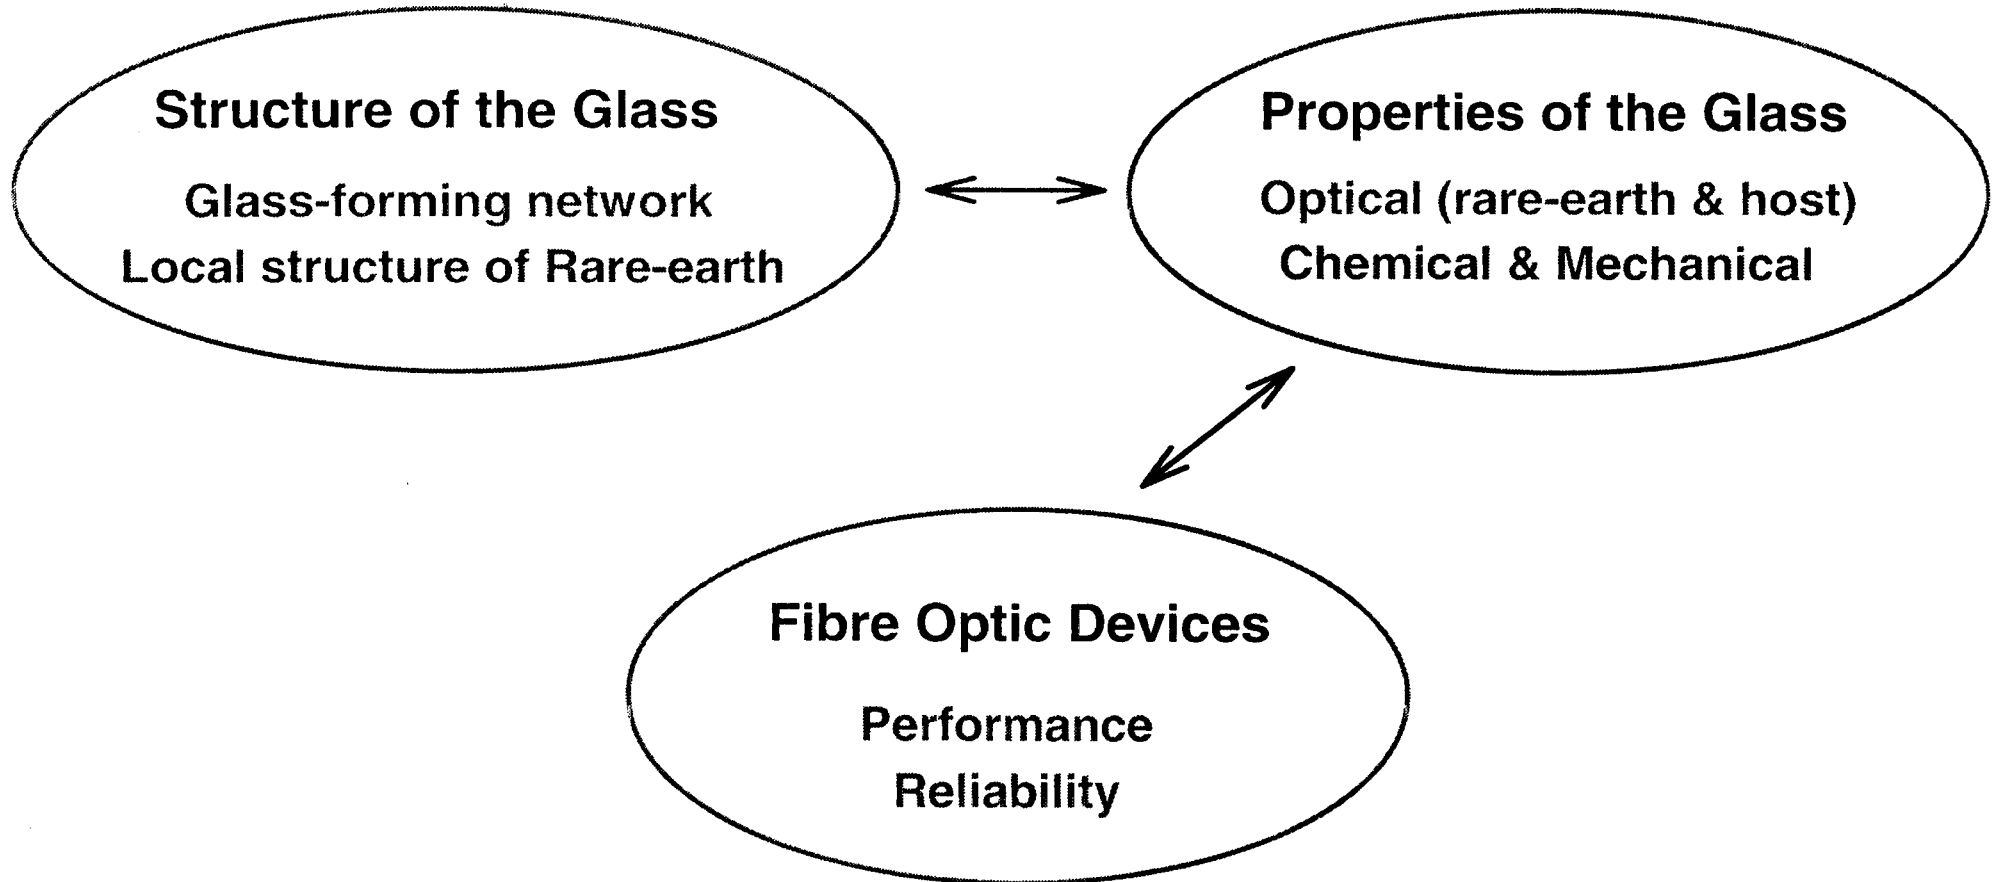 Structure of the Glass
Glass-forming network
Local structure of Rare-earth
Properties of the Glass
Optical (rare-earth & host)
Chemical & Mechanical
Fibre Optic Devices
Performance
Reliability